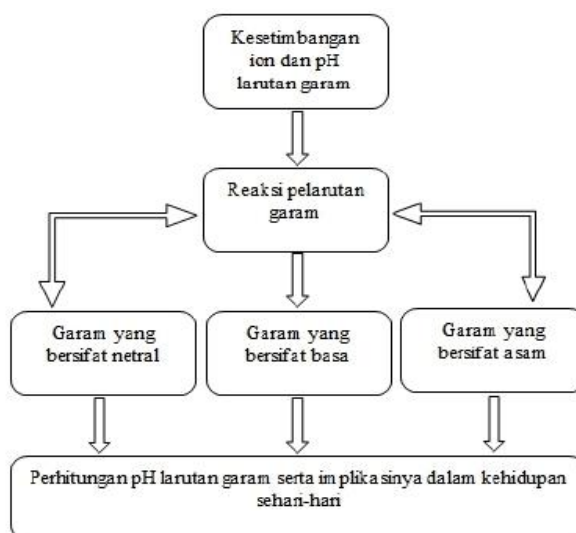 Kesetimbangan
ion dan pH
larutan garam
Reaksi pelarutan
garam
Garam yang
bersifat netral
Garam yang
bersifat basa
Garam yang
bersifat asam
Perhitungan pH larutan garam serta implikasinya dalam kehidupan
sehari-hari